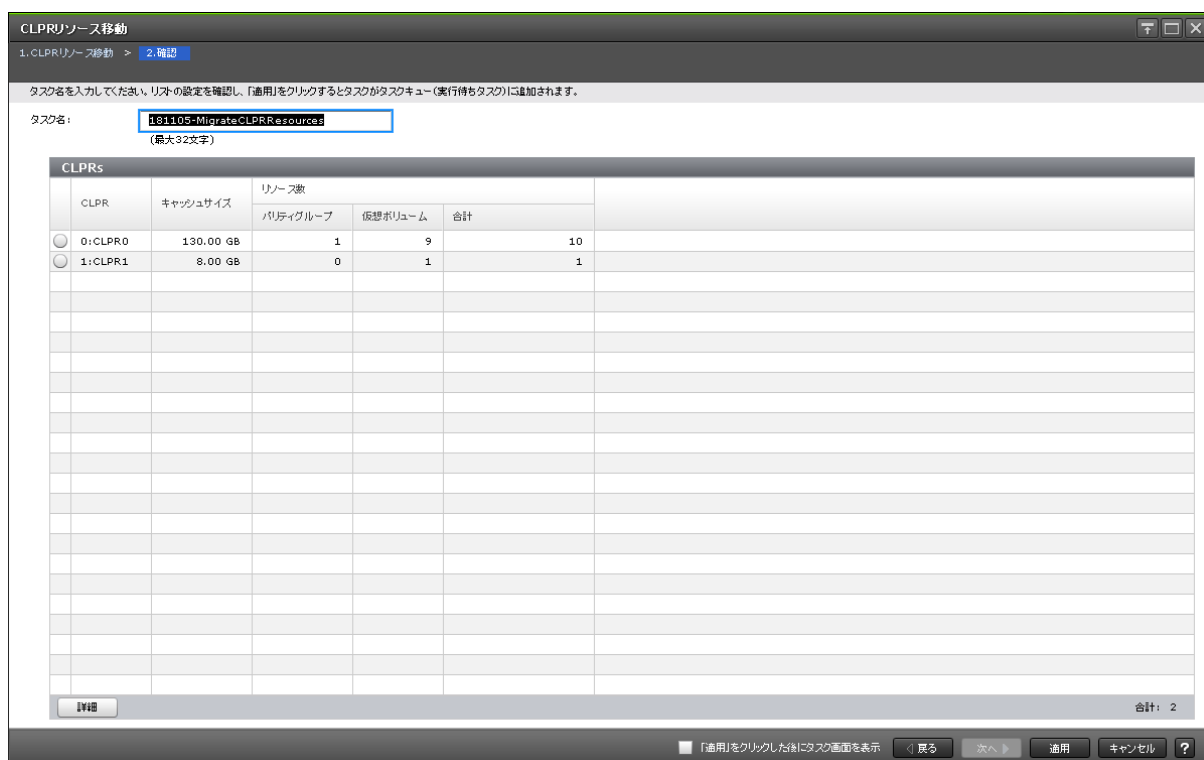 CLPRリソース移動
1.CLPRリソース移動 > 2.確認
タスク名を入力してください。リストの設定を確認し、「適用」をクリックするとタスクがタスクキュー(実行待ちタスク)に追加されます。
タスク名: 181105-MigrateCLPRResources
(最大32文字)
CLPRs
CLPR キャッシュサイズ リソース数
パリティグループ 仮想ボリューム 合計
0:CLPR0 130.00 GB 1 9 10
1:CLPR1 8.00 GB 0 1 1
詳細 合計: 2
「適用」をクリックした後にタスク画面を表示 戻る 次へ 適用 キャンセル ?